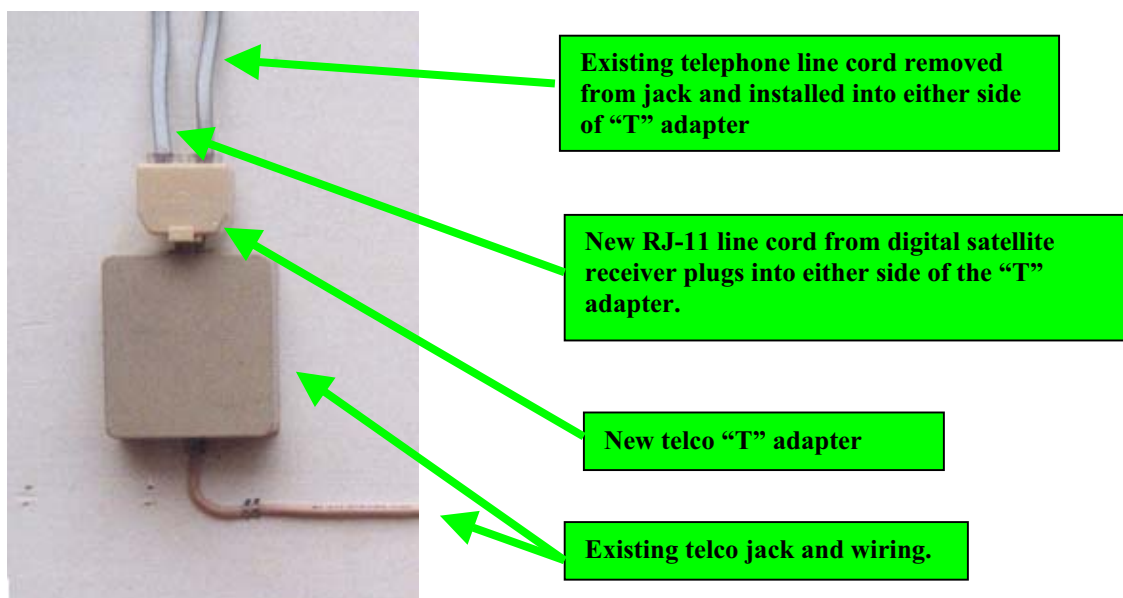 Existing telephone line cord removed
from jack and installed into either side
of “T” adapter
New RJ-11 line cord from digital satellite
receiver plugs into either side of the “T”
adapter.
New telco “T” adapter
Existing telco jack and wiring.